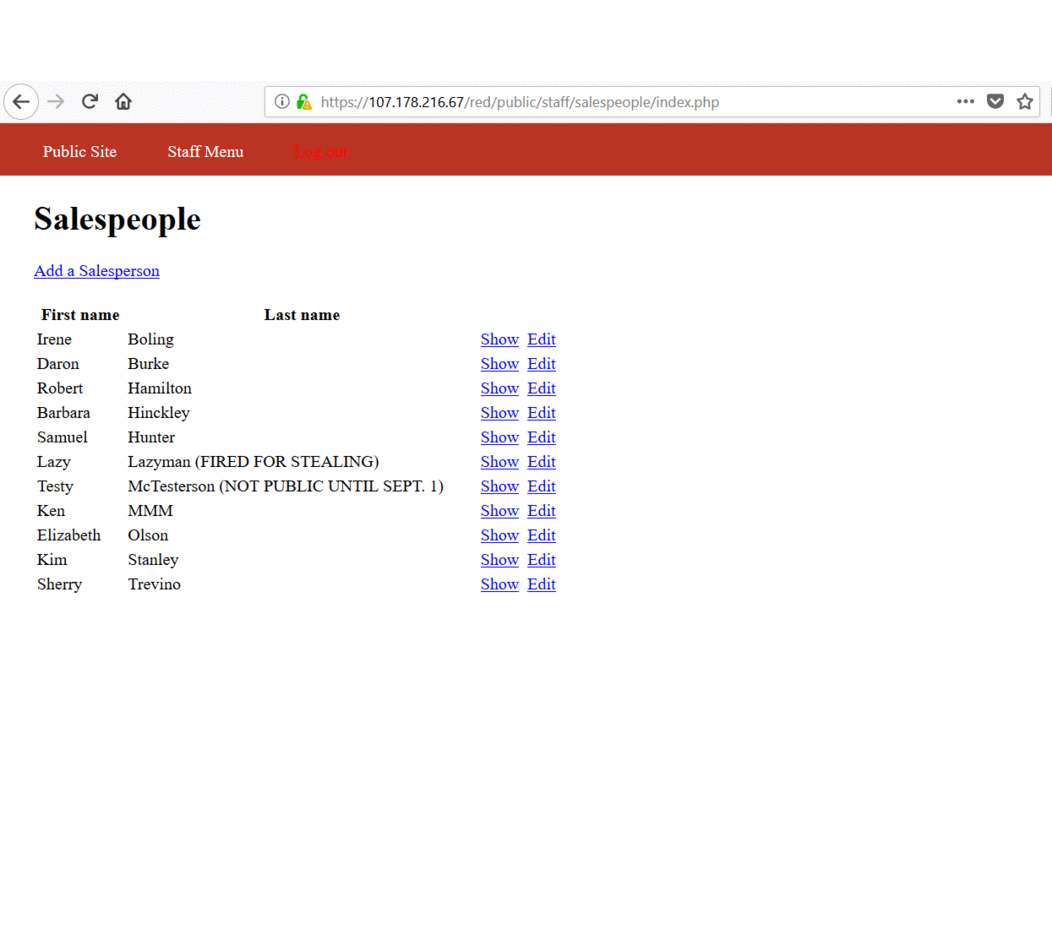 https://107.178.216.67/red/public/staff/salespeople/index.php
Public Site Staff Menu Log out
Salespeople
Add a Salesperson
First name Last name
Irene Boling Show Edit
Daron Burke Show Edit
Robert Hamilton Show Edit
Barbara Hinckley Show Edit
Samuel Hunter Show Edit
Lazy Lazyman (FIRED FOR STEALING) Show Edit
Testy McTesterson (NOT PUBLIC UNTIL SEPT. 1) Show Edit
Ken MMM Show Edit
Elizabeth Olson Show Edit
Kim Stanley Show Edit
Sherry Trevino Show Edit